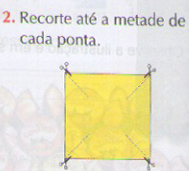 2. Recorte até a metade de
cada ponta.